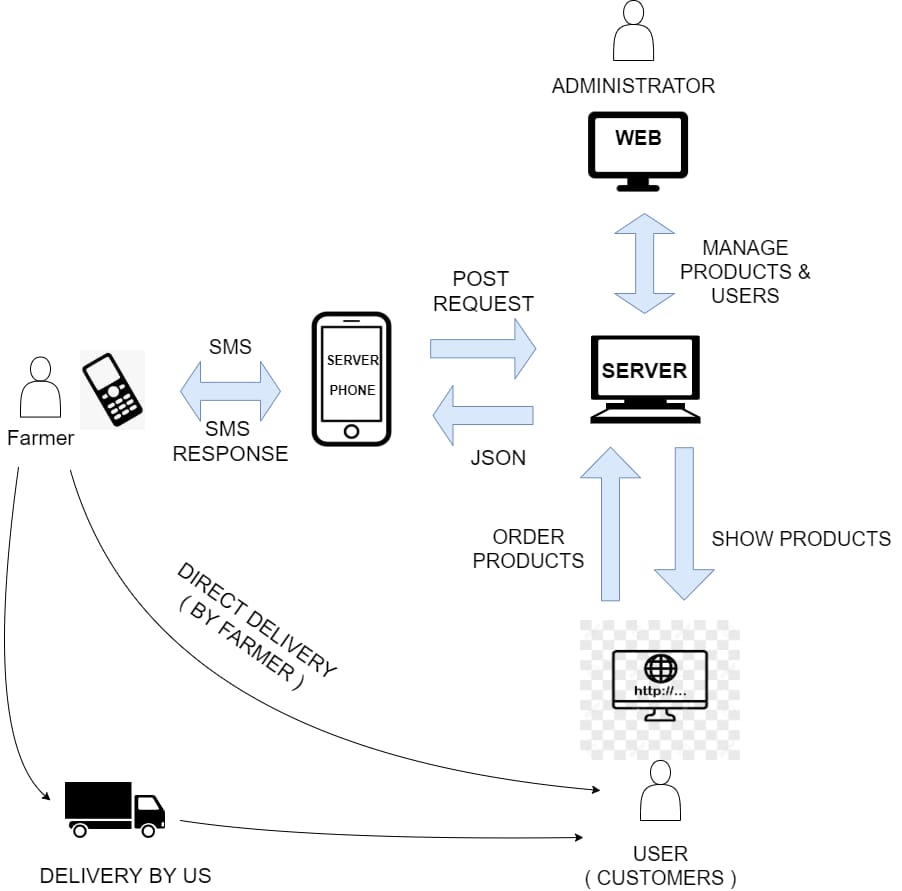 ADMINISTRATOR
WEB
MANAGE
PRODUCTS &
USERS
POST
REQUEST
SMS
SERVER
PHONE
SERVER
Farmer
SMS
RESPONSE
JSON
ORDER
PRODUCTS
SHOW PRODUCTS
DIRECT DELIVERY
( BY FARMER )
http://...
DELIVERY BY US
USER
( CUSTOMERS )